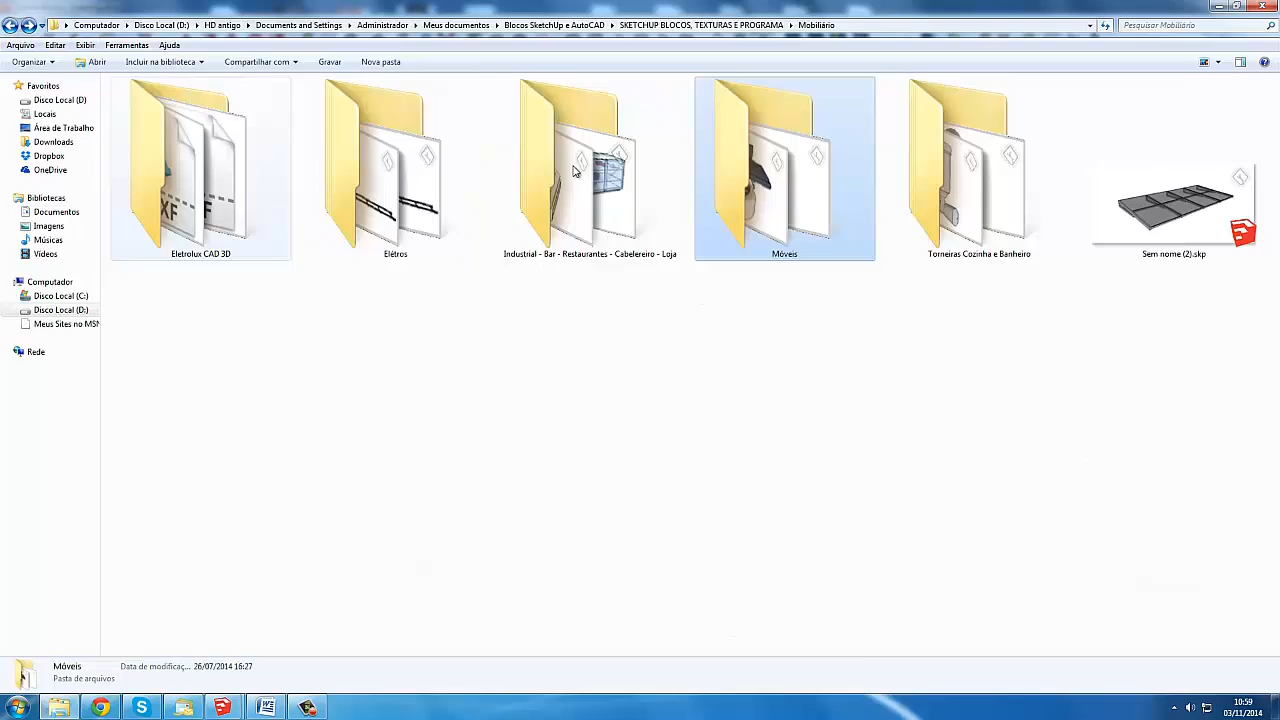 Computador
Disco Local (D:)
HD antigo
Documents and Settings
Administrador
Meus documentos
Blocos SketchUp e AutoCAD
SKETCHUP BLOCOS, TEXTURAS E PROGRAMA
Mobiliário
Pesquisar Mobiliário
Arquivo Editar Exibir Ferramentas Ajuda
Organizar Abrir Incluir na biblioteca Compartilhar com Gravar Nova pasta
Favoritos
Disco Local (D)
Locais
Área de Trabalho
Downloads
Dropbox
OneDrive
Bibliotecas
Documentos
Imagens
Músicas
Vídeos
Computador
Disco Local (C:)
Disco Local (D:)
Meus Sites no MSN
Rede
XF
F
Eletrolux CAD 3D
Elétros
Industrial - Bar - Restaurantes - Cabelereiro - Loja
Móveis
Torneiras Cozinha e Banheiro
Sem nome (2).skp
Móveis Data de modificaç... 26/07/2014 16:27
Pasta de arquivos
10:59
03/11/2014